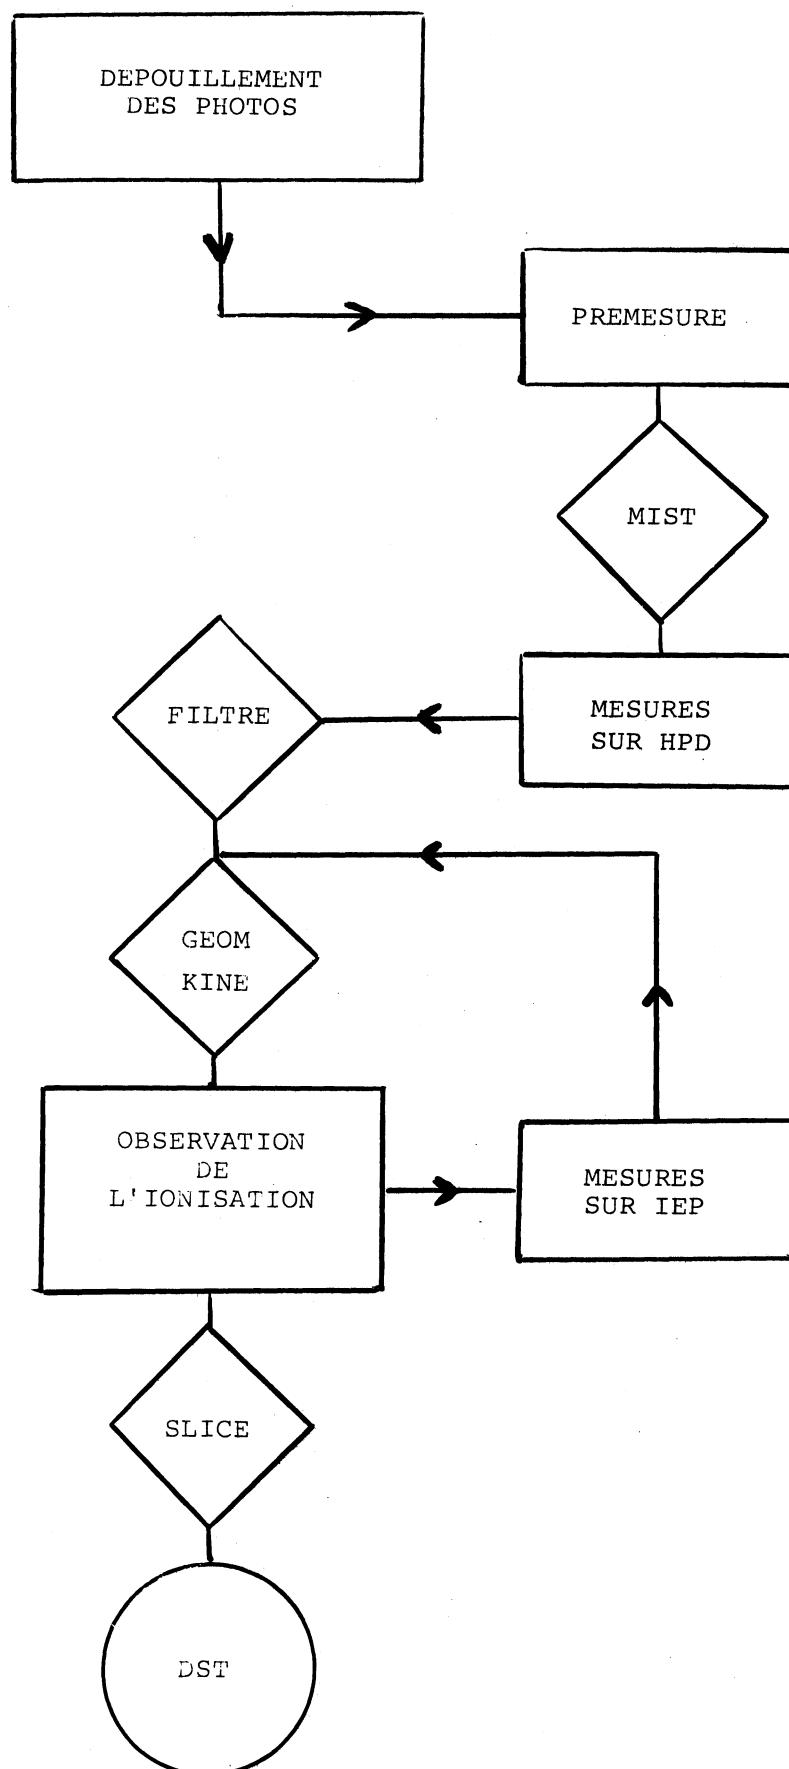 DEPOUILLEMENT
DES PHOTOS
PREMESURE
MIST
FILTRE
MESURES
SUR HPD
GEOM
KINE
OBSERVATION
DE
L'IONISATION
MESURES
SUR IEP
SLICE
DST